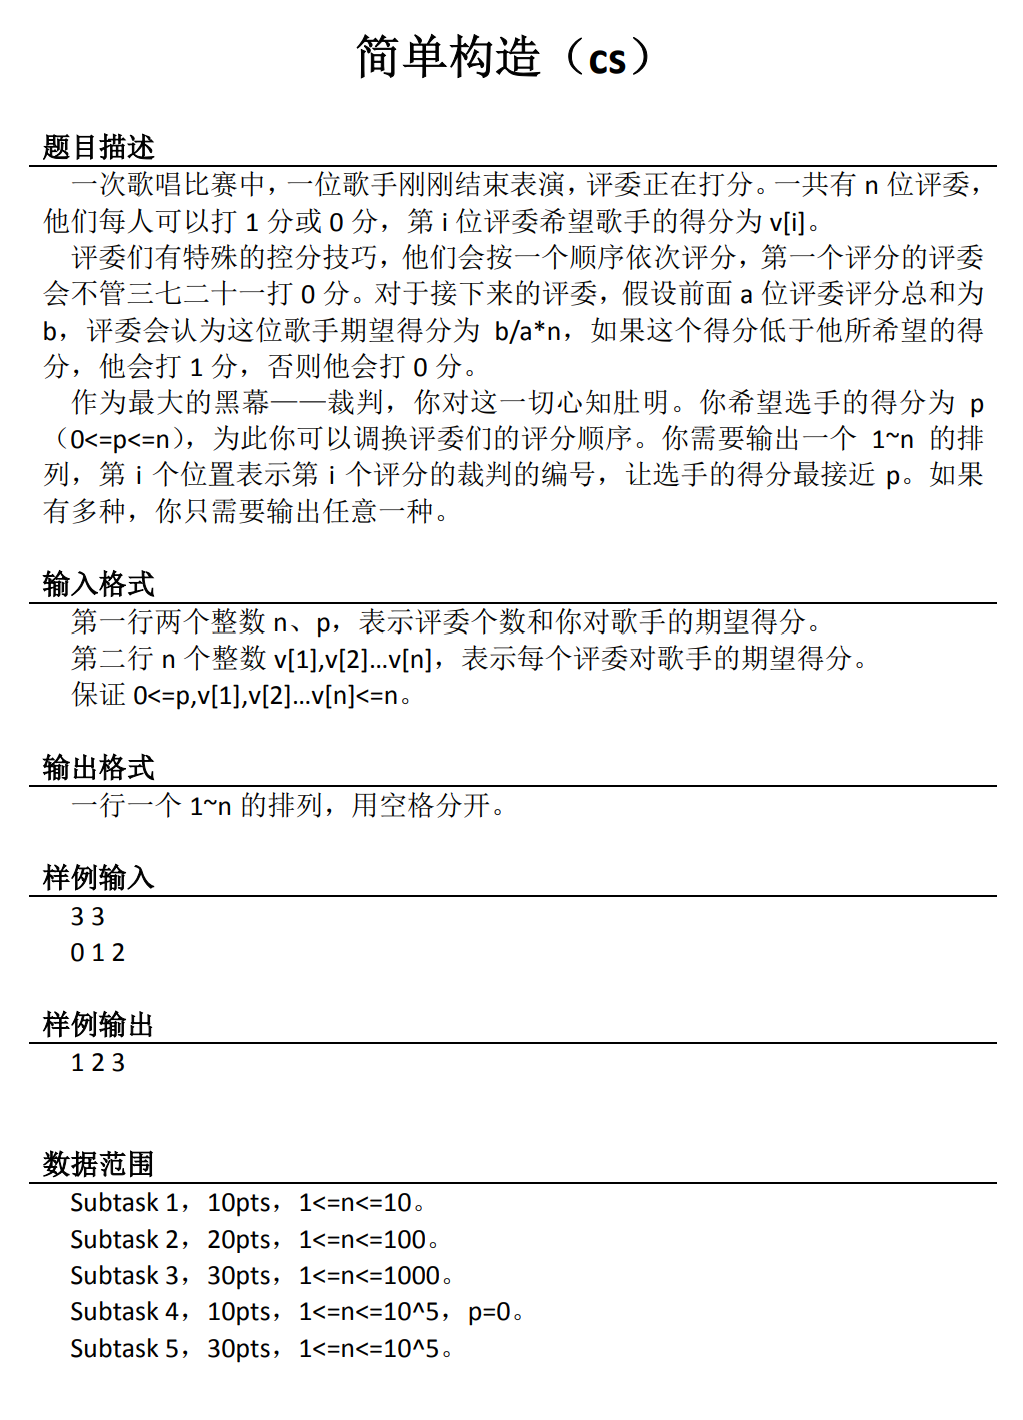 简单构造（cs）
题目描述
一次歌唱比赛中，一位歌手刚刚结束表演，评委正在打分。一共有 n 位评委，
他们每人可以打 1 分或 0 分，第 i 位评委希望歌手的得分为 v[i]。
评委们有特殊的控分技巧，他们会按一个顺序依次评分，第一个评分的评委
会不管三七二十一打 0 分。对于接下来的评委，假设前面 a 位评委评分总和为
b，评委会认为这位歌手期望得分为 b/a*n，如果这个得分低于他所希望的得
分，他会打 1 分，否则他会打 0 分。
作为最大的黑幕——裁判，你对这一切心知肚明。你希望选手的得分为 p
（0<=p<=n），为此你可以调换评委们的评分顺序。你需要输出一个 1~n 的排
列，第 i 个位置表示第 i 个评分的裁判的编号，让选手的得分最接近 p。如果
有多种，你只需要输出任意一种。
输入格式
第一行两个整数 n、p，表示评委个数和你对歌手的期望得分。
第二行 n 个整数 v[1],v[2]...v[n]，表示每个评委对歌手的期望得分。
保证 0<=p,v[1],v[2]...v[n]<=n。
输出格式
一行一个 1~n 的排列，用空格分开。
样例输入
3 3
0 1 2
样例输出
1 2 3
数据范围
Subtask 1，10pts，1<=n<=10。
Subtask 2，20pts，1<=n<=100。
Subtask 3，30pts，1<=n<=1000。
Subtask 4，10pts，1<=n<=10^5，p=0。
Subtask 5，30pts，1<=n<=10^5。